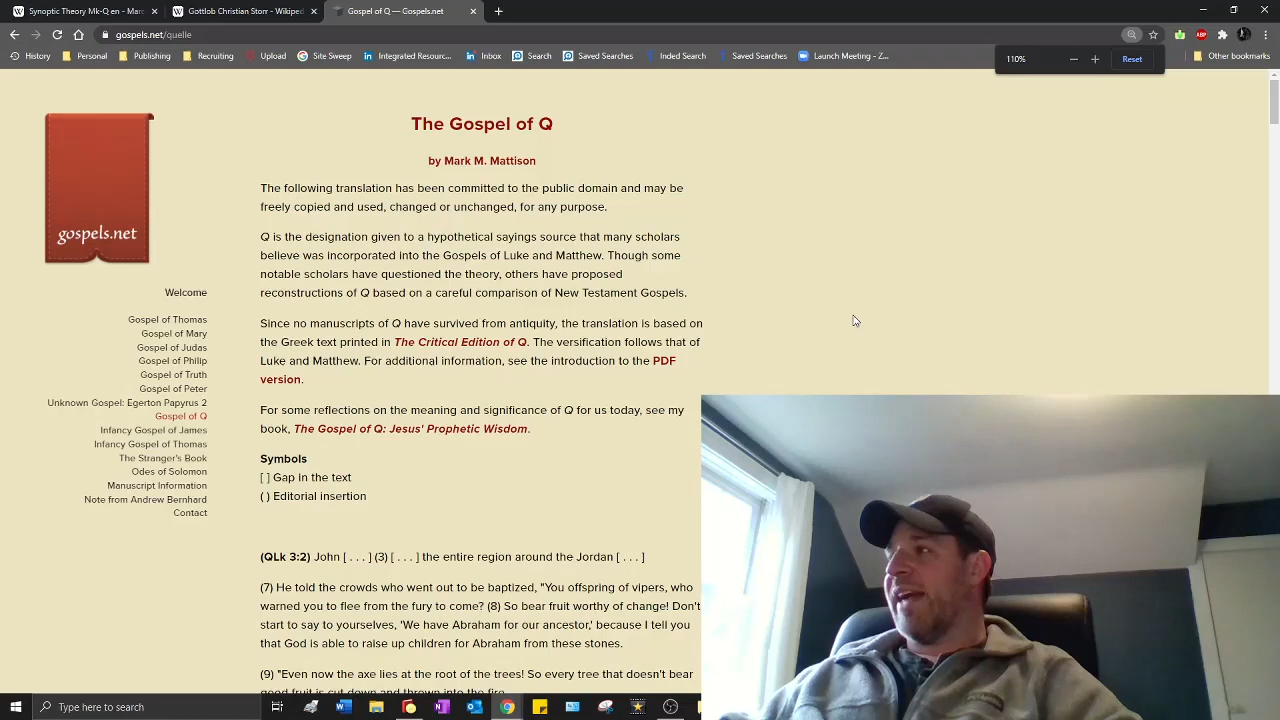 Synoptic Theory Mk-Q en - Marc
Gottlob Christian Storr - Wikiped
Gospel of Q — Gospels.net
gospels.net/quelle
History
Personal
Publishing
Recruiting
Upload
Site Sweep
Integrated Resourc...
Inbox
Search
Saved Searches
Indeed Search
Saved Searches
Launch Meeting - Z...
Other bookmarks
110%
Reset
gospels.net
Welcome
Gospel of Thomas
Gospel of Mary
Gospel of Judas
Gospel of Philip
Gospel of Truth
Gospel of Peter
Unknown Gospel: Egerton Papyrus 2
Gospel of Q
Infancy Gospel of James
Infancy Gospel of Thomas
The Stranger's Book
Odes of Solomon
Manuscript Information
Note from Andrew Bernhard
Contact
The Gospel of Q
by Mark M. Mattison
The following translation has been committed to the public domain and may be
freely copied and used, changed or unchanged, for any purpose.
Q is the designation given to a hypothetical sayings source that many scholars
believe was incorporated into the Gospels of Luke and Matthew. Though some
notable scholars have questioned the theory, others have proposed
reconstructions of Q based on a careful comparison of New Testament Gospels.
Since no manuscripts of Q have survived from antiquity, the translation is based on
the Greek text printed in The Critical Edition of Q. The versification follows that of
Luke and Matthew. For additional information, see the introduction to the PDF
version.
For some reflections on the meaning and significance of Q for us today, see my
book, The Gospel of Q: Jesus' Prophetic Wisdom.
Symbols
[ ] Gap in the text
( ) Editorial insertion
(QLk 3:2) John [ . . . ] (3) [ . . . ] the entire region around the Jordan [ . . . ]
(7) He told the crowds who went out to be baptized, "You offspring of vipers, who
warned you to flee from the fury to come? (8) So bear fruit worthy of change! Don't
start to say to yourselves, 'We have Abraham for our ancestor,' because I tell you
that God is able to raise up children for Abraham from these stones.
(9) "Even now the axe lies at the root of the trees! So every tree that doesn't bear
good fruit is cut down and thrown into the fire.
Type here to search